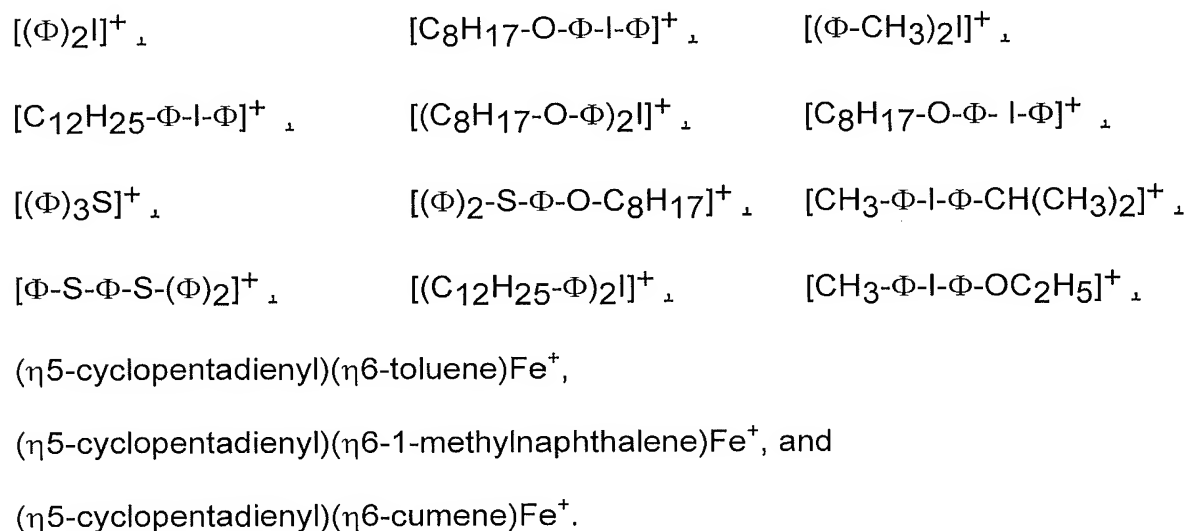 [(Φ)2I]+ , [C8H17-O-Φ-I-Φ]+ , [(Φ-CH3)2I]+ ,
[C12H25-Φ-I-Φ]+ , [(C8H17-O-Φ)2I]+ , [C8H17-O-Φ- I-Φ]+ ,
[(Φ)3S]+ , [(Φ)2-S-Φ-O-C8H17]+ , [CH3-Φ-I-Φ-CH(CH3)2]+ ,
[Φ-S-Φ-S-(Φ)2]+ , [(C12H25-Φ)2I]+ , [CH3-Φ-I-Φ-OC2H5]+ ,
(η5-cyclopentadienyl)(η6-toluene)Fe+,
(η5-cyclopentadienyl)(η6-1-methylnaphthalene)Fe+, and
(η5-cyclopentadienyl)(η6-cumene)Fe+.